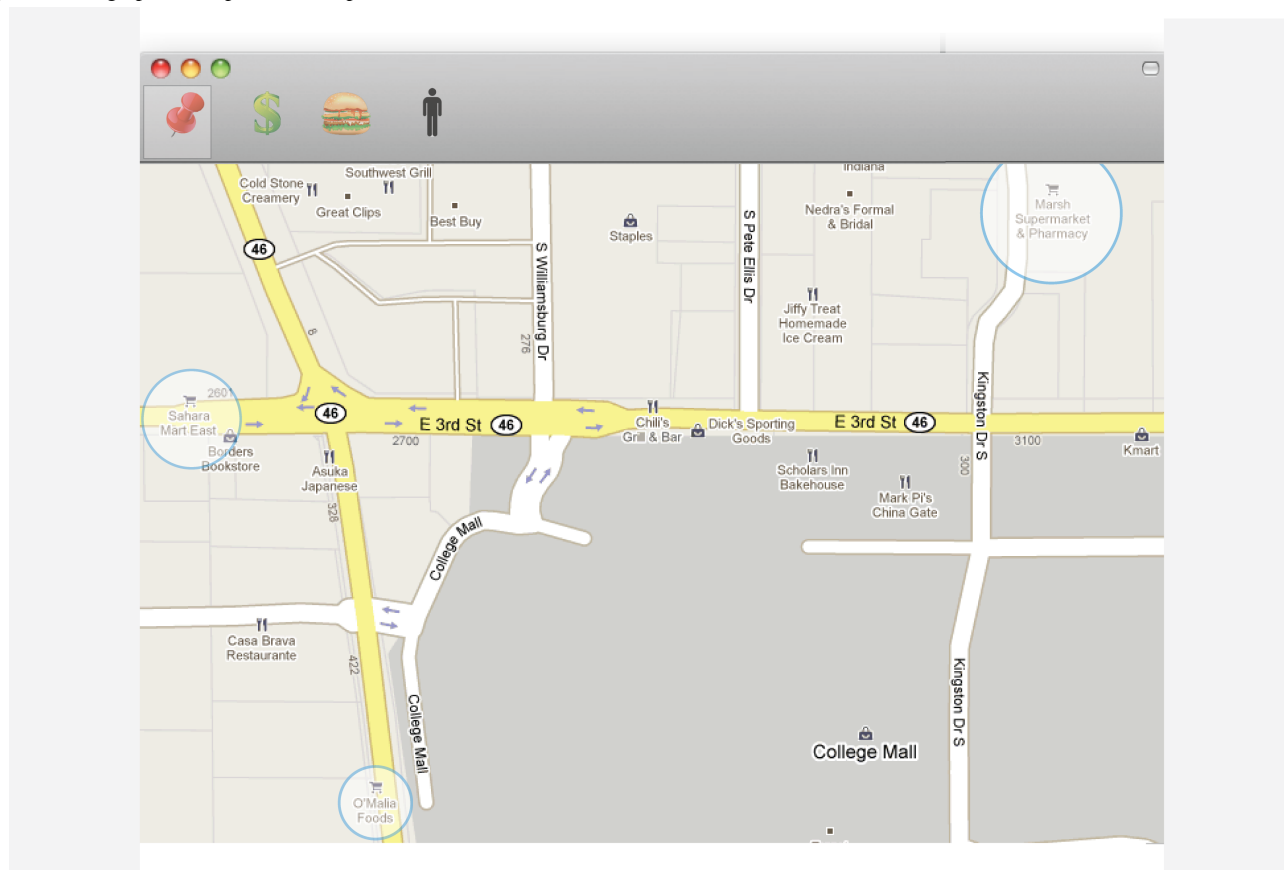 Indiana
Southwest Grill
Cold Stone
Creamery
Great Clips
Best Buy
Staples
Nedra's Formal
& Bridal
Marsh
Supermarket
& Pharmacy
46
S Williamsburg Dr
S Pete Ellis Dr
Jiffy Treat
Homemade
Ice Cream
8
276
Kingston Dr S
2601
Sahara
Mart East
46
E 3rd St
46
Chili's
Grill & Bar
Dick's Sporting
Goods
E 3rd St
46
2700
3100
Kmart
Borders
Bookstore
Asuka
Japanese
Scholars Inn
Bakehouse
300
Mark Pi's
China Gate
328
College Mall
Casa Brava
Restaurante
422
College Mall
Kingston Dr S
College Mall
O'Malia
Foods